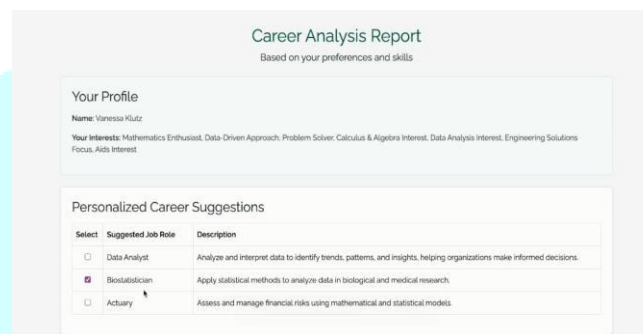 Career Analysis Report
Based on your preferences and skills
Your Profile
Name: Vanessa Klutz
Your Interests: Mathematics Enthusiast, Data-Driven Approach, Problem Solver, Calculus & Algebra Interest, Data Analysis Interest, Engineering Solutions
Focus, Aids Interest
Personalized Career Suggestions
Select Suggested Job Role Description
Data Analyst Analyze and interpret data to identify trends, patterns, and insights, helping organizations make informed decisions.
Biostatistician Apply statistical methods to analyze data in biological and medical research.
Actuary Assess and manage financial risks using mathematical and statistical models.